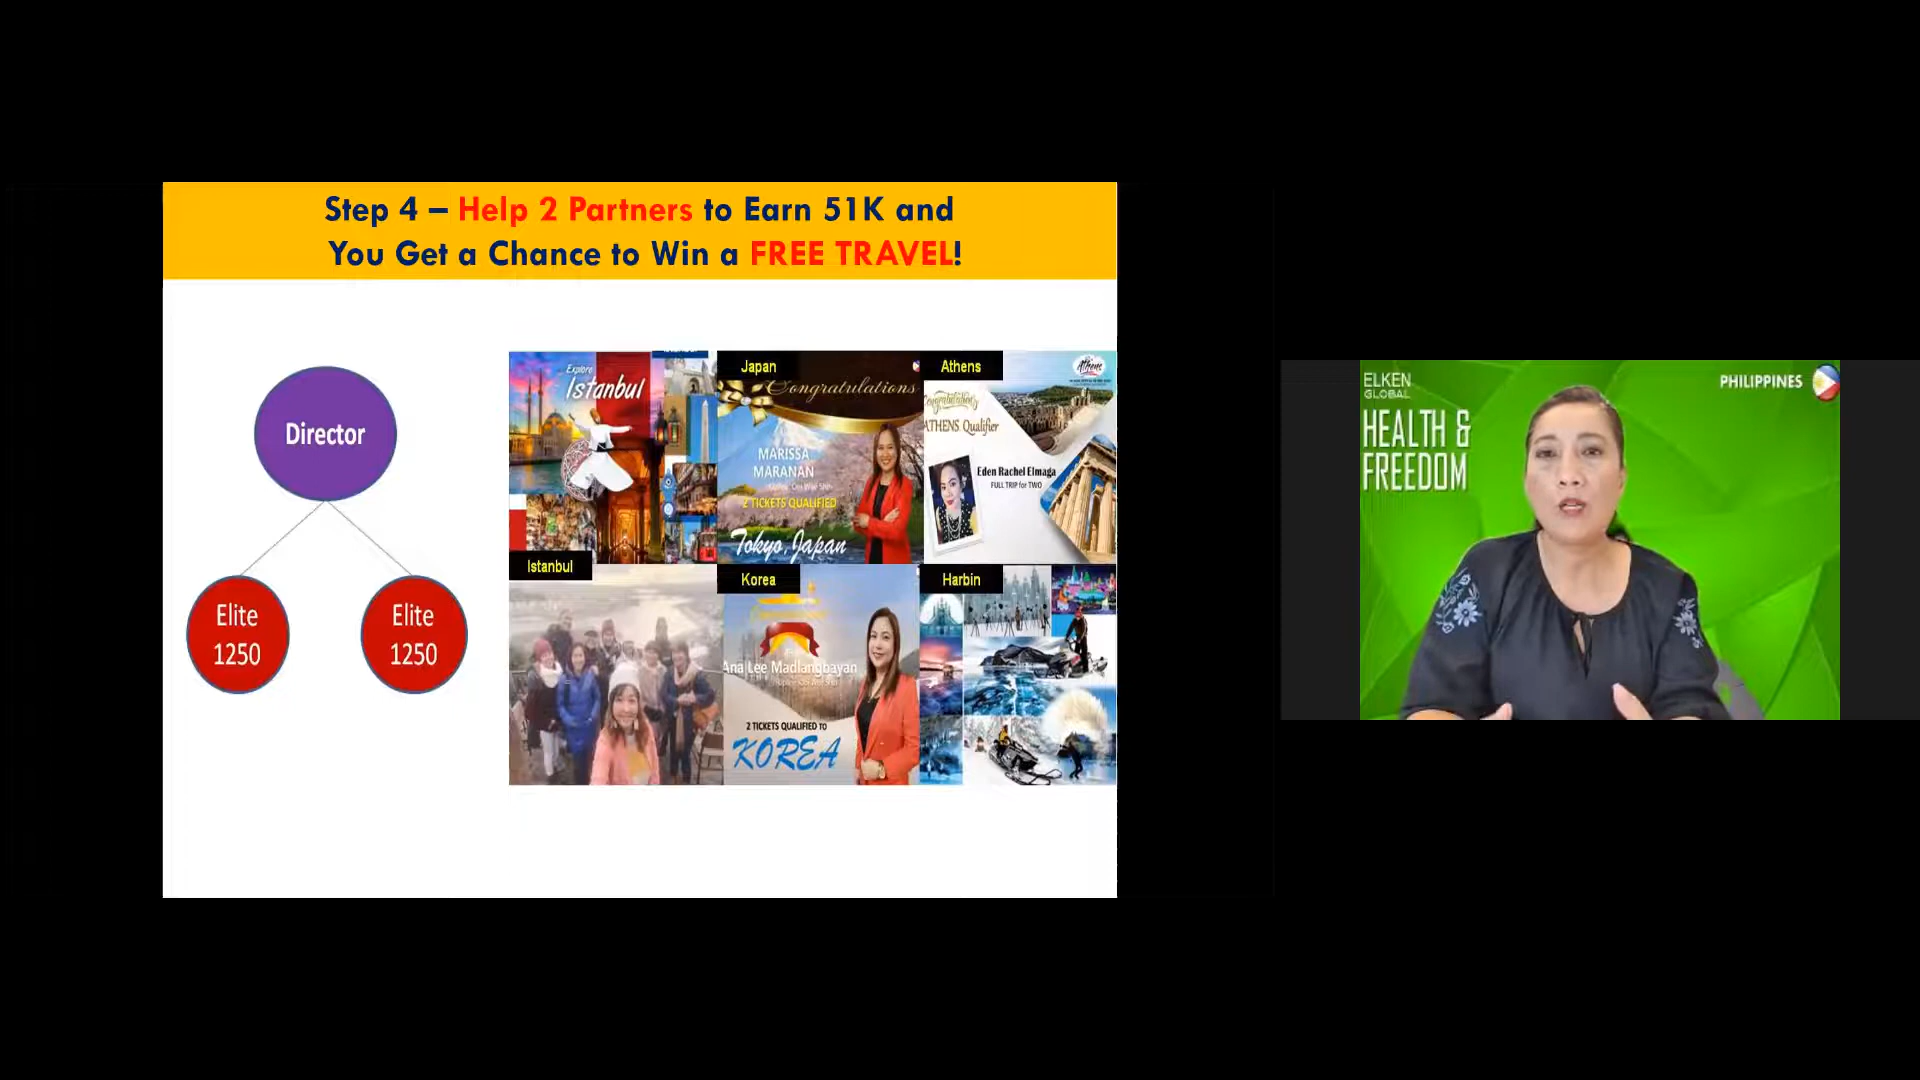 Step 4 – Help 2 Partners to Earn 51K and
You Get a Chance to Win a FREE TRAVEL!
Director
Elite
1250
Elite
1250
Explore
Istanbul
Istanbul
Japan
Congratulations
MARISSA
MARANAN
2 TICKETS QUALIFIED
Tokyo, Japan
Athens
Athens
Congratulations
ATHENS Qualifier
Eden Rachel Elmaga
FULL TRIP for TWO
Korea
Ana Lee Madlangbayan
2 TICKETS QUALIFIED TO
KOREA
Harbin
ELKEN
GLOBAL
HEALTH &
FREEDOM
PHILIPPINES